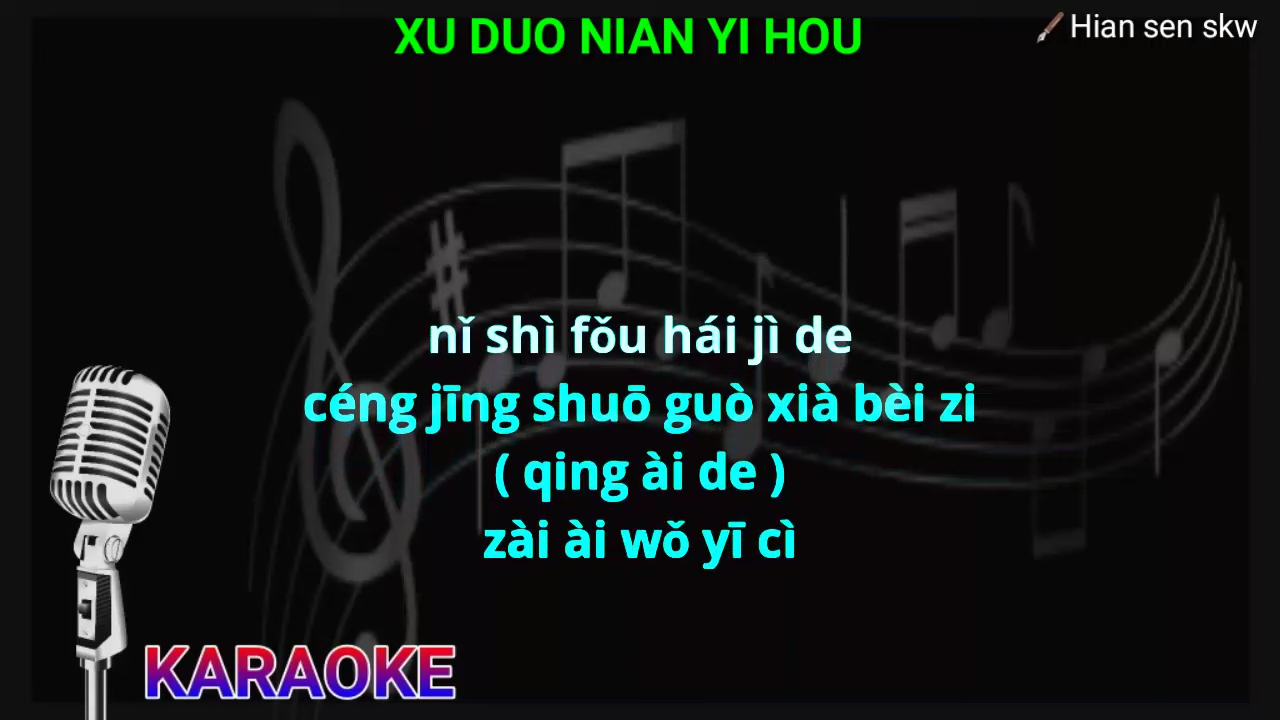 XU DUO NIAN YI HOU
Hian sen skw
nǐ shì fǒu hái jì de
céng jīng shuō guò xià bèi zi
( qing ài de )
zài ài wǒ yī cì
KARAOKE